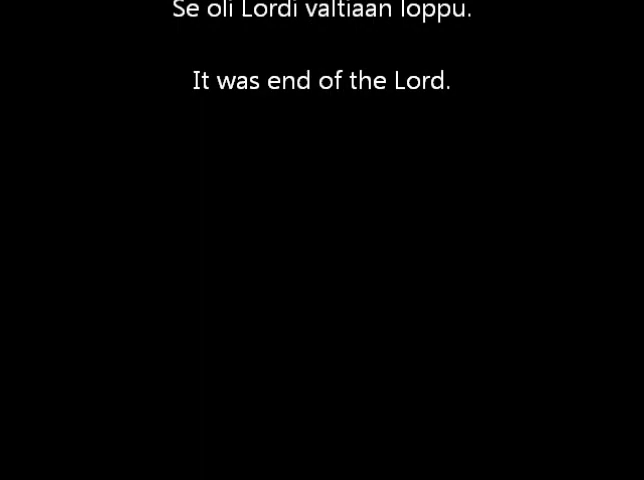 Se oli Lordi valtiaan loppu.
It was end of the Lord.